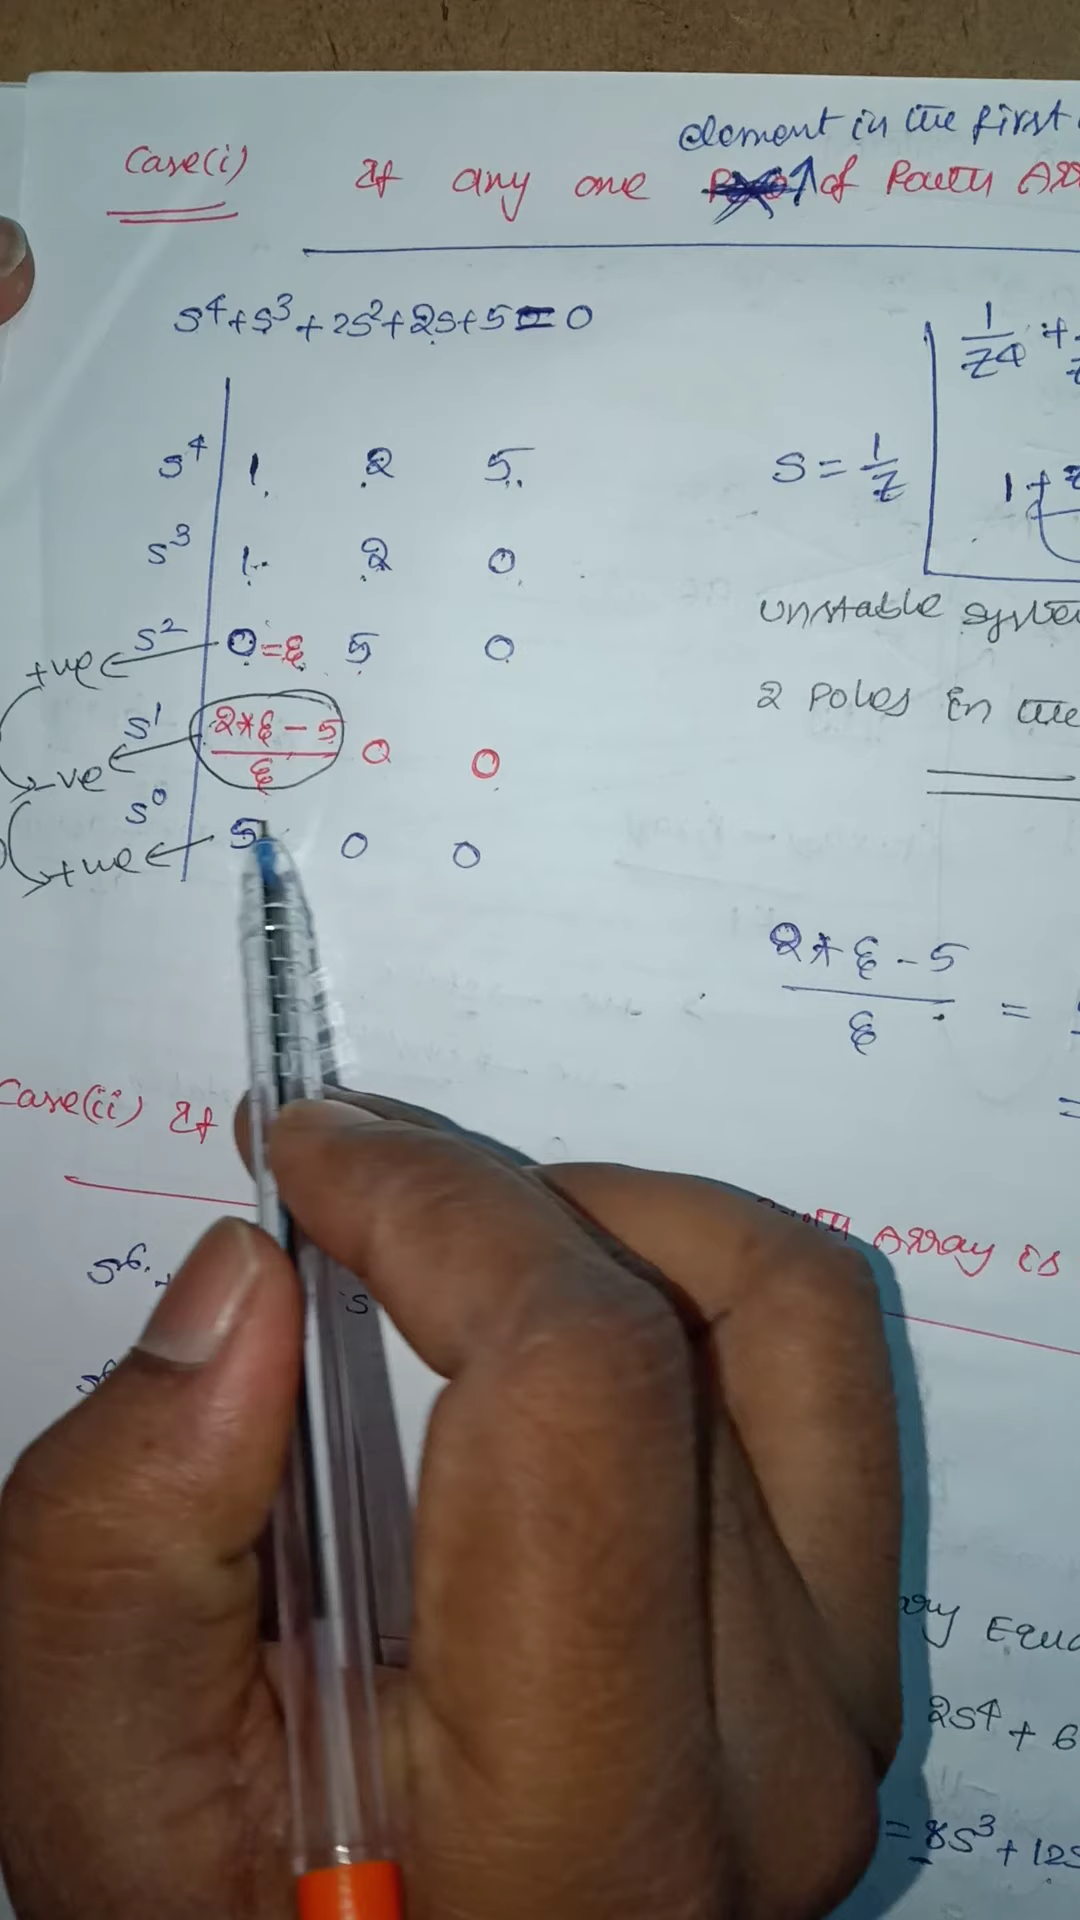 element in the first
Case(i) If any one of Routh
s⁴+s³+2s²+2s+5=0
s⁴ 1 2 5
s³ 1 2 0
s² 0=ε 5 0
+ve
s¹ 2*ε-5/ε 0 0
-ve
s⁰ 5 0 0
+ve
s=1/z
1/z⁴ +
1+
unstable
2 Poles in the
2*ε-5/ε =
=
Case(ii) If
Array is
s⁶
s
Equ
2s⁴+6
=8s³+12s